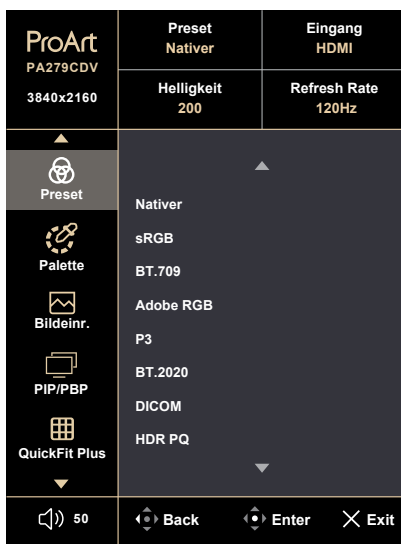 ProArt
PA279CDV
3840x2160
Preset
Nativer
Eingang
HDMI
Helligkeit
200
Refresh Rate
120Hz
Preset
Palette
Bildeinr.
PIP/PBP
QuickFit Plus
Nativer
sRGB
BT.709
Adobe RGB
P3
BT.2020
DICOM
HDR PQ
50
Back
Enter
Exit